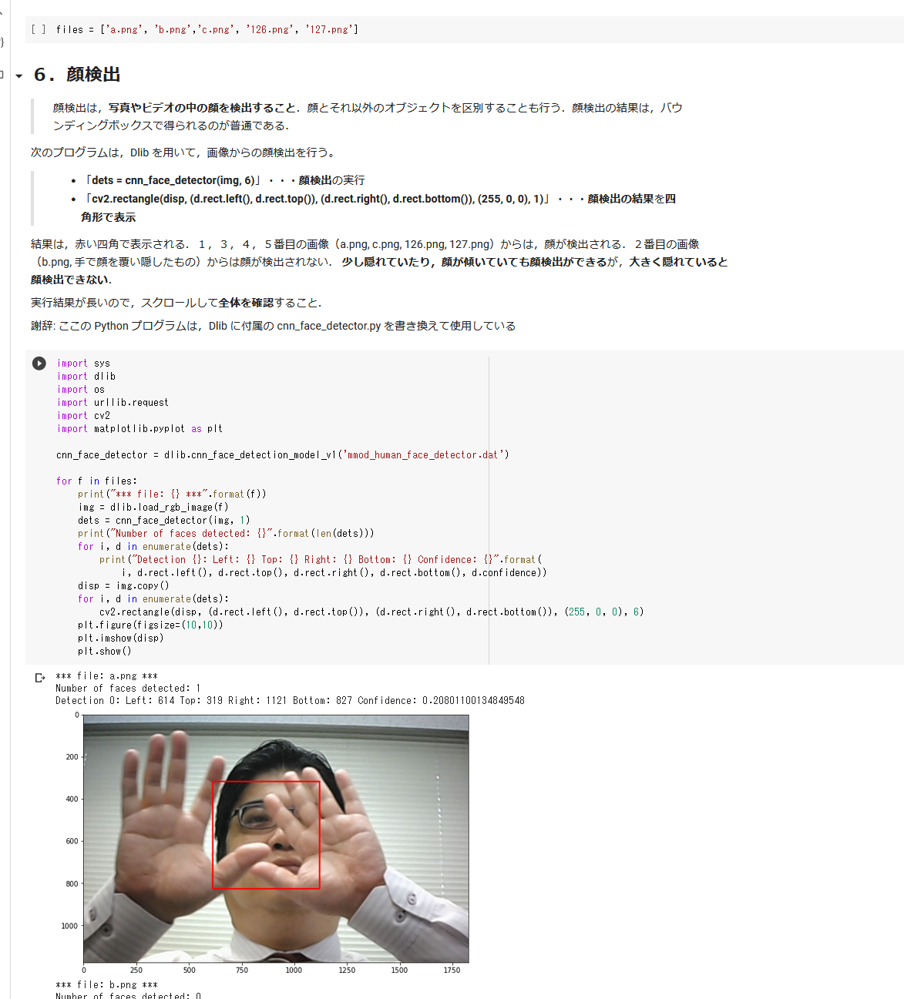 [ ] files = ['a.png', 'b.png','c.png', '126.png', '127.png']
6．顔検出
顔検出は，写真やビデオの中の顔を検出すること．顔とそれ以外のオブジェクトを区別することも行う．顔検出の結果は，バウ
ンディングボックスで得られるのが普通である．
次のプログラムは，Dlib を用いて，画像からの顔検出を行う。
• 「dets = cnn_face_detector(img, 6)」・・・顔検出の実行
• 「cv2.rectangle(disp, (d.rect.left(), d.rect.top()), (d.rect.right(), d.rect.bottom()), (255, 0, 0), 1)」・・・顔検出の結果を四
角形で表示
結果は，赤い四角で表示される．１，３，４，５番目の画像（a.png, c.png, 126.png, 127.png）からは，顔が検出される．２番目の画像
（b.png, 手で顔を覆い隠したもの）からは顔が検出されない． 少し隠れていたり，顔が傾いていても顔検出ができるが，大きく隠れていると
顔検出できない．
実行結果が長いので，スクロールして全体を確認すること．
謝辞: ここの Python プログラムは，Dlib に付属の cnn_face_detector.py を書き換えて使用している
import sys
import dlib
import os
import urllib.request
import cv2
import matplotlib.pyplot as plt
cnn_face_detector = dlib.cnn_face_detection_model_v1('mmod_human_face_detector.dat')
for f in files:
    print("*** file: {} ***".format(f))
    img = dlib.load_rgb_image(f)
    dets = cnn_face_detector(img, 1)
    print("Number of faces detected: {}".format(len(dets)))
    for i, d in enumerate(dets):
        print("Detection {}: Left: {} Top: {} Right: {} Bottom: {} Confidence: {}".format(
            i, d.rect.left(), d.rect.top(), d.rect.right(), d.rect.bottom(), d.confidence))
    disp = img.copy()
    for i, d in enumerate(dets):
        cv2.rectangle(disp, (d.rect.left(), d.rect.top()), (d.rect.right(), d.rect.bottom()), (255, 0, 0), 6)
    plt.figure(figsize=(10,10))
    plt.imshow(disp)
    plt.show()
*** file: a.png ***
Number of faces detected: 1
Detection 0: Left: 614 Top: 319 Right: 1121 Bottom: 827 Confidence: 0.20801100134849548
0
200
400
600
800
1000
0 250 500 750 1000 1250 1500 1750
*** file: b.png ***
Number of faces detected: 0